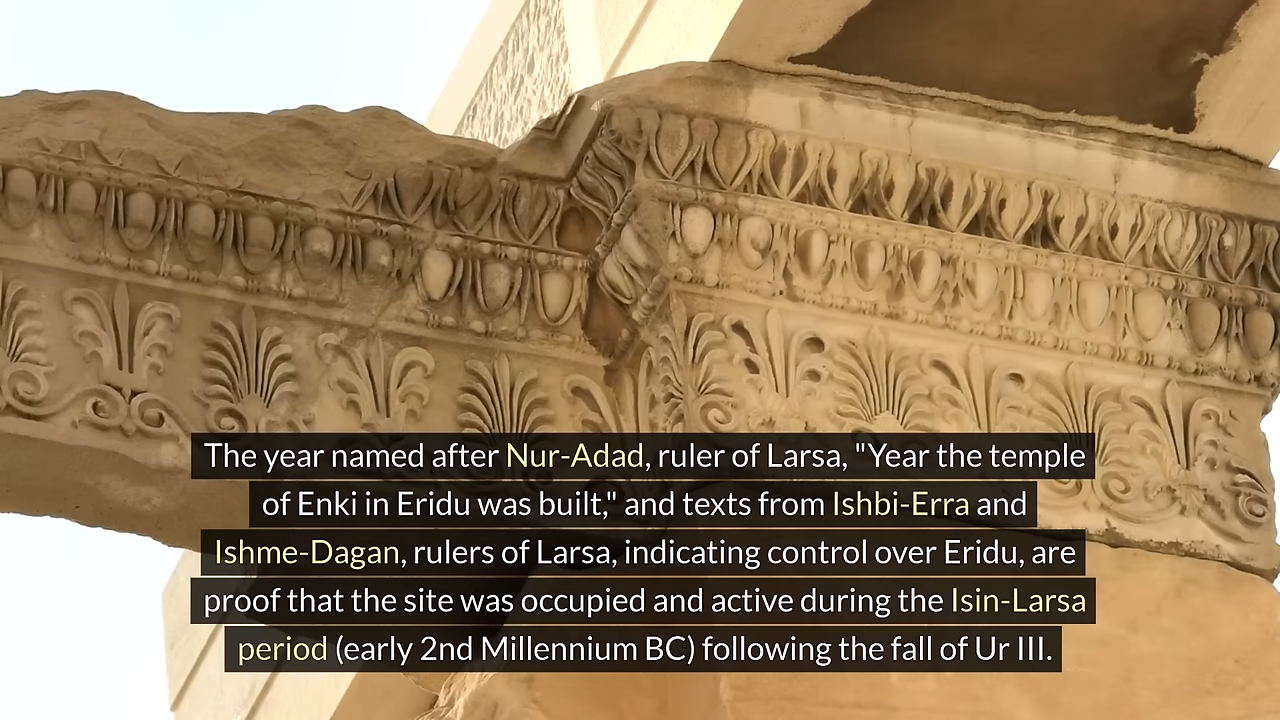 The year named after Nur-Adad, ruler of Larsa, "Year the temple
of Enki in Eridu was built," and texts from Ishbi-Erra and
Ishme-Dagan, rulers of Larsa, indicating control over Eridu, are
proof that the site was occupied and active during the Isin-Larsa
period (early 2nd Millennium BC) following the fall of Ur III.